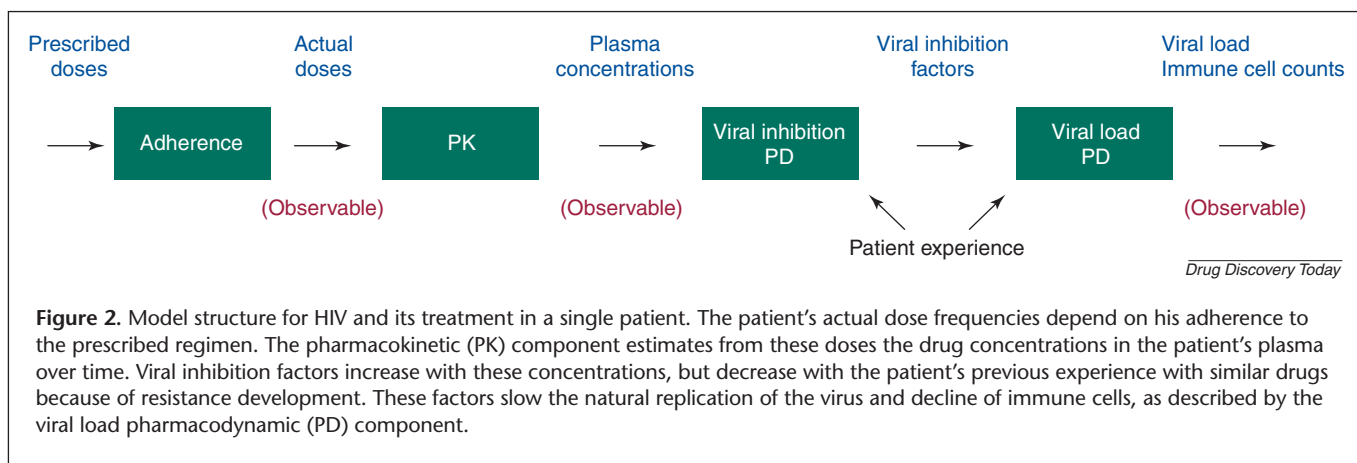 Prescribed
doses
Actual
doses
Plasma
concentrations
Viral inhibition
factors
Viral load
Immune cell counts
Adherence
PK
Viral inhibition
PD
Viral load
PD
(Observable)
(Observable)
(Observable)
Patient experience
Drug Discovery Today
Figure 2. Model structure for HIV and its treatment in a single patient. The patient’s actual dose frequencies depend on his adherence to
the prescribed regimen. The pharmacokinetic (PK) component estimates from these doses the drug concentrations in the patient’s plasma
over time. Viral inhibition factors increase with these concentrations, but decrease with the patient’s previous experience with similar drugs
because of resistance development. These factors slow the natural replication of the virus and decline of immune cells, as described by the
viral load pharmacodynamic (PD) component.